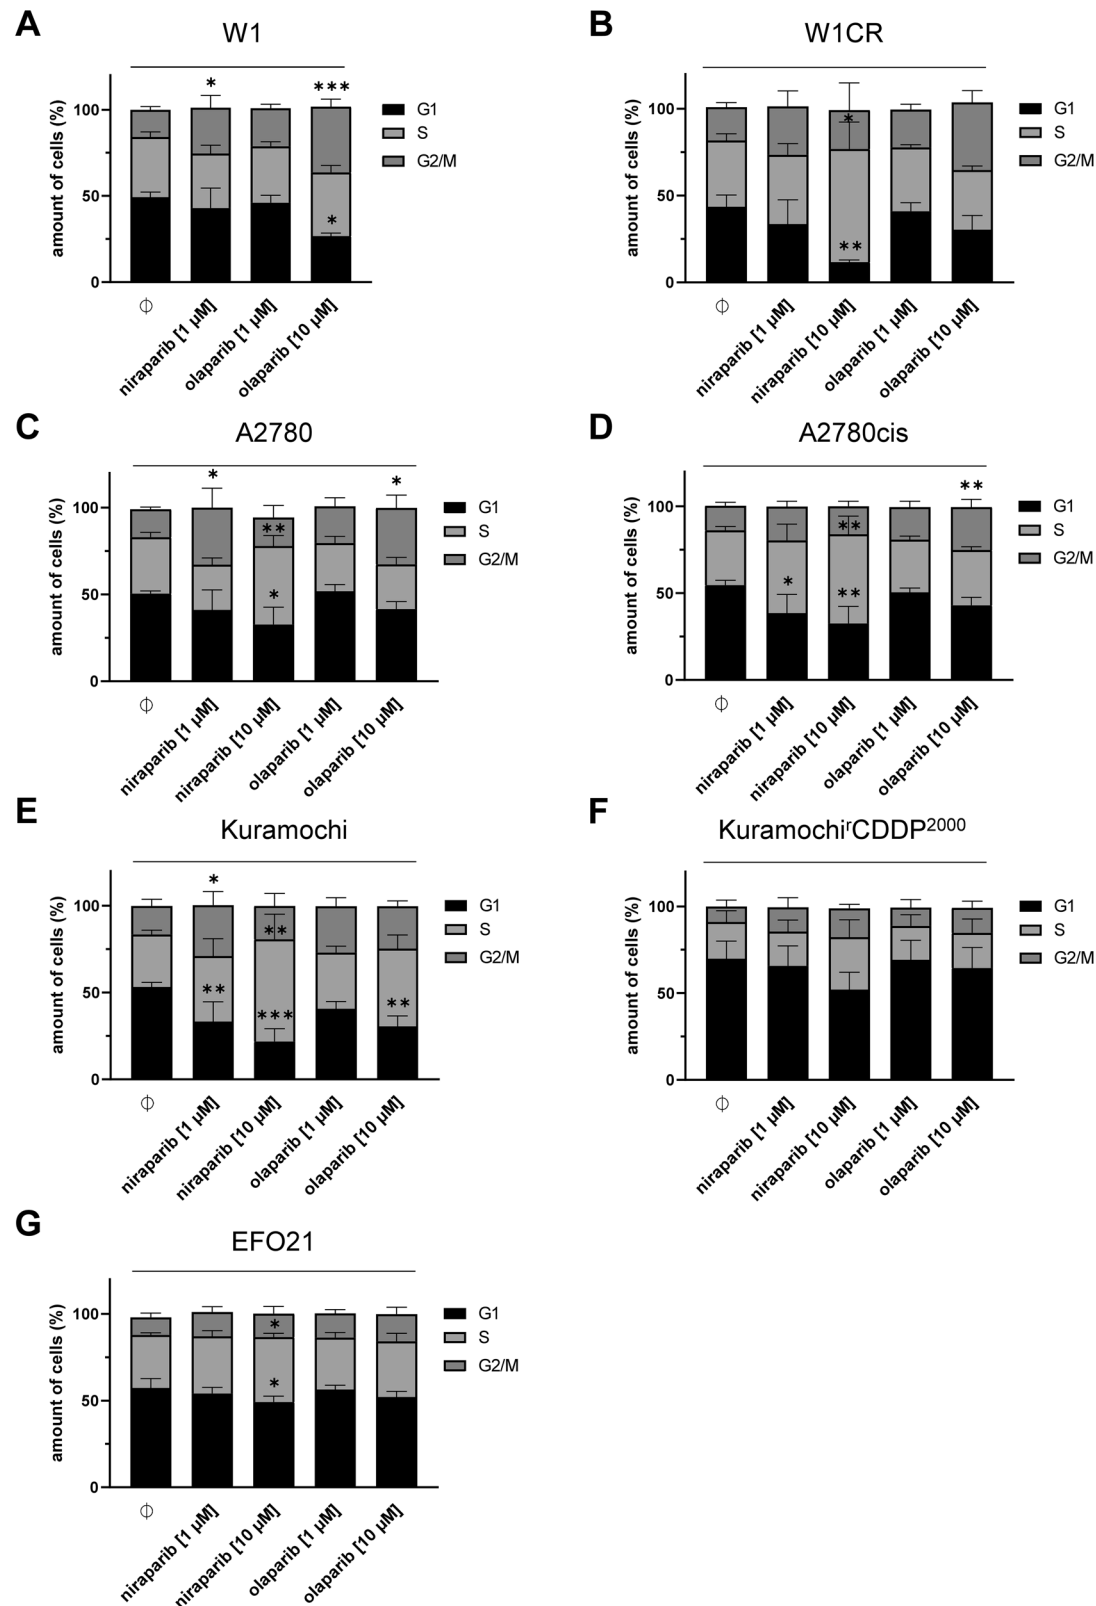 A
W1
amount of cells (%)
100
50
0
*
***
*
G1
S
G2/M
⏀
niraparib [1 µM]
olaparib [1 µM]
olaparib [10 µM]
B
W1CR
amount of cells (%)
100
50
0
*
**
G1
S
G2/M
⏀
niraparib [1 µM]
niraparib [10 µM]
olaparib [1 µM]
olaparib [10 µM]
C
A2780
amount of cells (%)
100
50
0
*
*
**
*
G1
S
G2/M
⏀
niraparib [1 µM]
niraparib [10 µM]
olaparib [1 µM]
olaparib [10 µM]
D
A2780cis
amount of cells (%)
100
50
0
**
**
*
**
G1
S
G2/M
⏀
niraparib [1 µM]
niraparib [10 µM]
olaparib [1 µM]
olaparib [10 µM]
E
Kuramochi
amount of cells (%)
100
50
0
*
**
**
***
**
G1
S
G2/M
⏀
niraparib [1 µM]
niraparib [10 µM]
olaparib [1 µM]
olaparib [10 µM]
F
KuramochiʳCDDP²⁰⁰⁰
amount of cells (%)
100
50
0
G1
S
G2/M
⏀
niraparib [1 µM]
niraparib [10 µM]
olaparib [1 µM]
olaparib [10 µM]
G
EFO21
amount of cells (%)
100
50
0
*
*
G1
S
G2/M
⏀
niraparib [1 µM]
niraparib [10 µM]
olaparib [1 µM]
olaparib [10 µM]